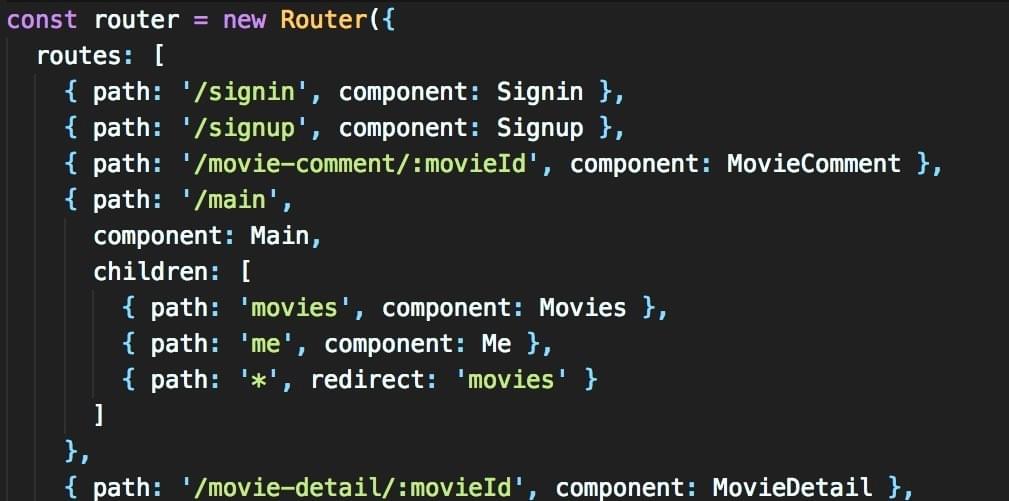 const router = new Router({
routes: [
{ path: '/signin', component: Signin },
{ path: '/signup', component: Signup },
{ path: '/movie-comment/:movieId', component: MovieComment },
{ path: '/main',
component: Main,
children: [
{ path: 'movies', component: Movies },
{ path: 'me', component: Me },
{ path: '*', redirect: 'movies' }
]
},
{ path: '/movie-detail/:movieId', component: MovieDetail },